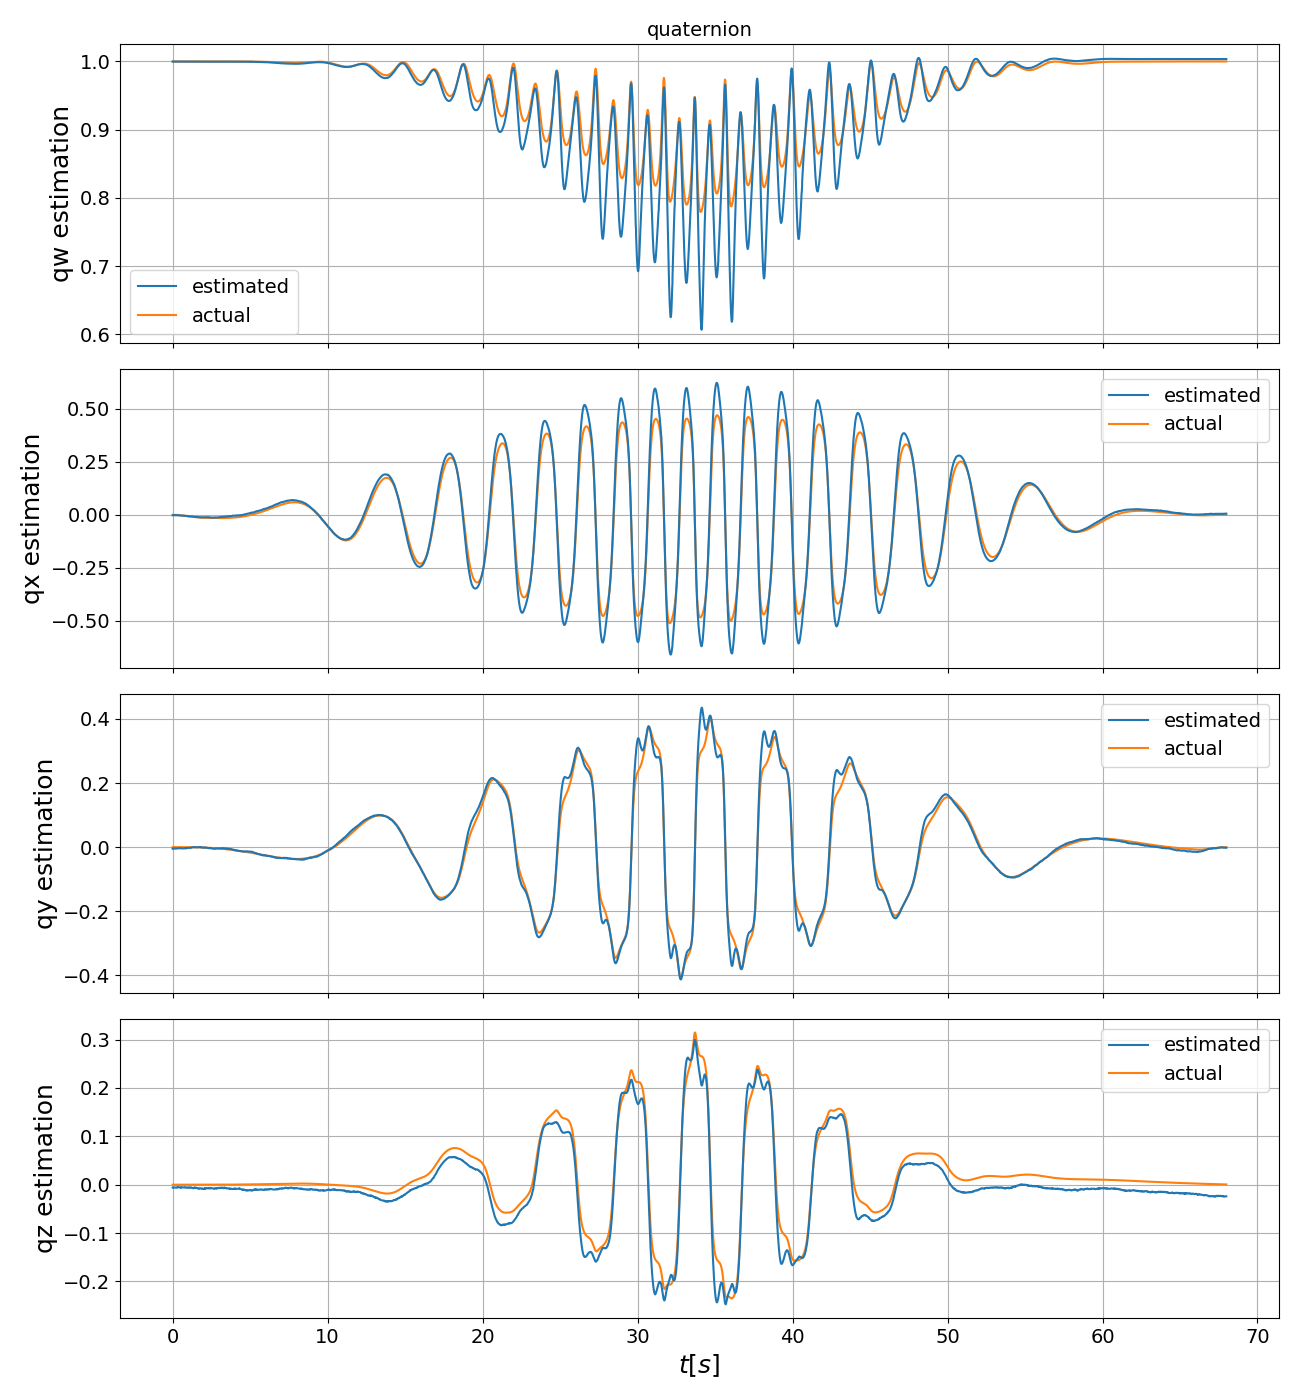 quaternion
qw estimation
1.0
0.9
0.8
0.7
0.6
estimated
actual
qx estimation
0.50
0.25
0.00
−0.25
−0.50
estimated
actual
qy estimation
0.4
0.2
0.0
−0.2
−0.4
estimated
actual
qz estimation
0.3
0.2
0.1
0.0
−0.1
−0.2
estimated
actual
0 10 20 30 40 50 60 70
t[s]